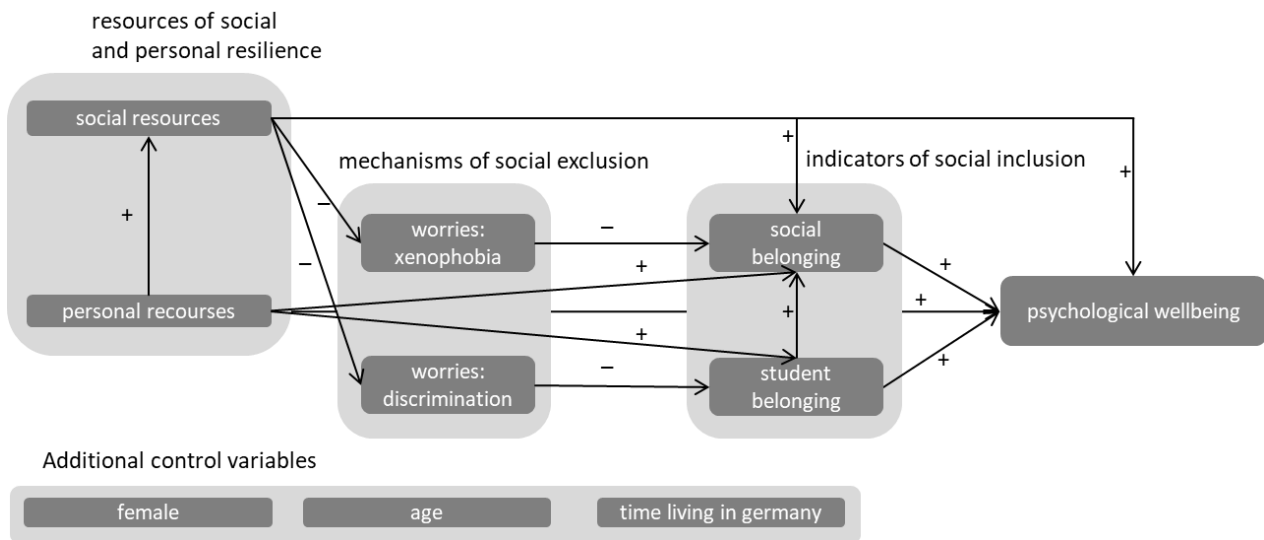 resources of social
and personal resilience
social resources
+
personal recourses
–
–
mechanisms of social exclusion
worries:
xenophobia
worries:
discrimination
–
+
+
–
+
indicators of social inclusion
social
belonging
+
student
belonging
+
+
+
+
psychological wellbeing
Additional control variables
female
age
time living in germany